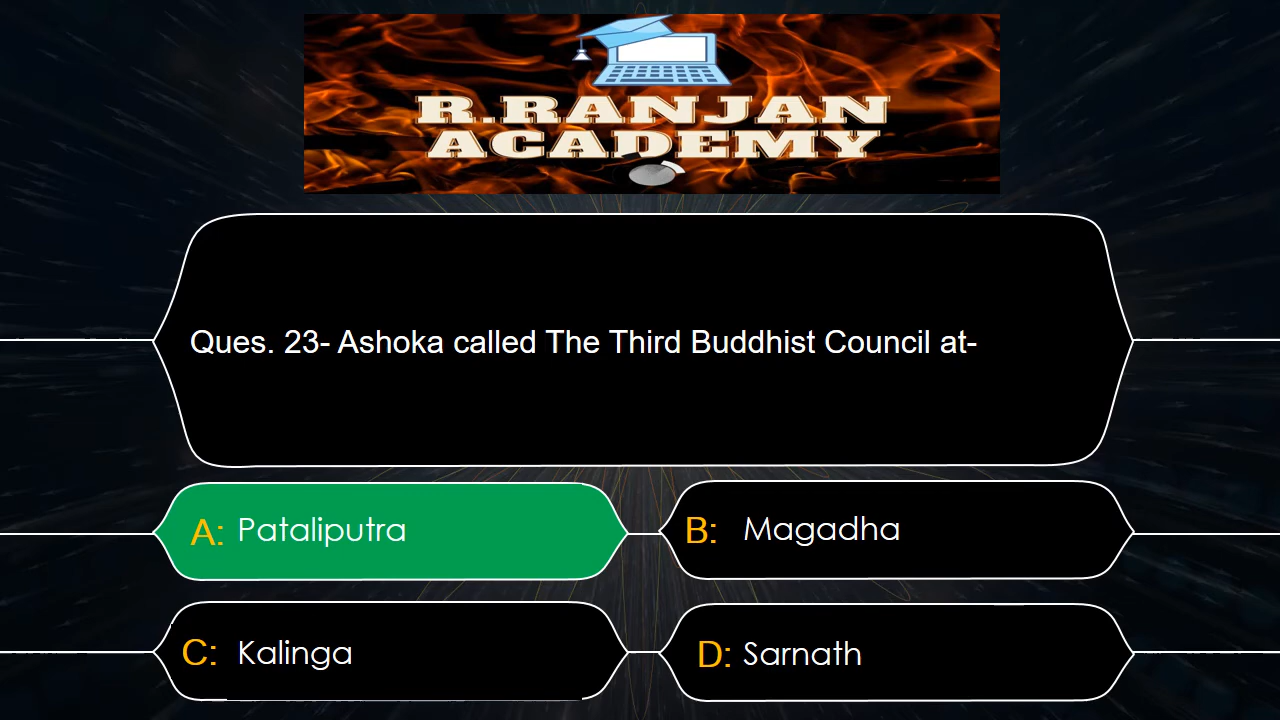 R.RANJAN
ACADEMY
Ques. 23- Ashoka called The Third Buddhist Council at-
A: Pataliputra
B: Magadha
C: Kalinga
D: Sarnath